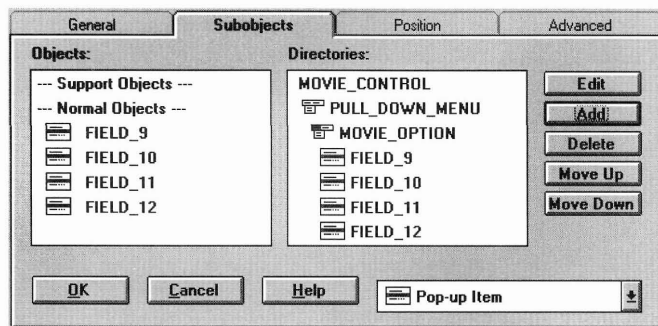 General Subobjects Position Advanced
Objects:
--- Support Objects ---
--- Normal Objects ---
FIELD_9
FIELD_10
FIELD_11
FIELD_12
Directories:
MOVIE_CONTROL
PULL_DOWN_MENU
MOVIE_OPTION
FIELD_9
FIELD_10
FIELD_11
FIELD_12
Edit
Add
Delete
Move Up
Move Down
OK Cancel Help Pop-up Item